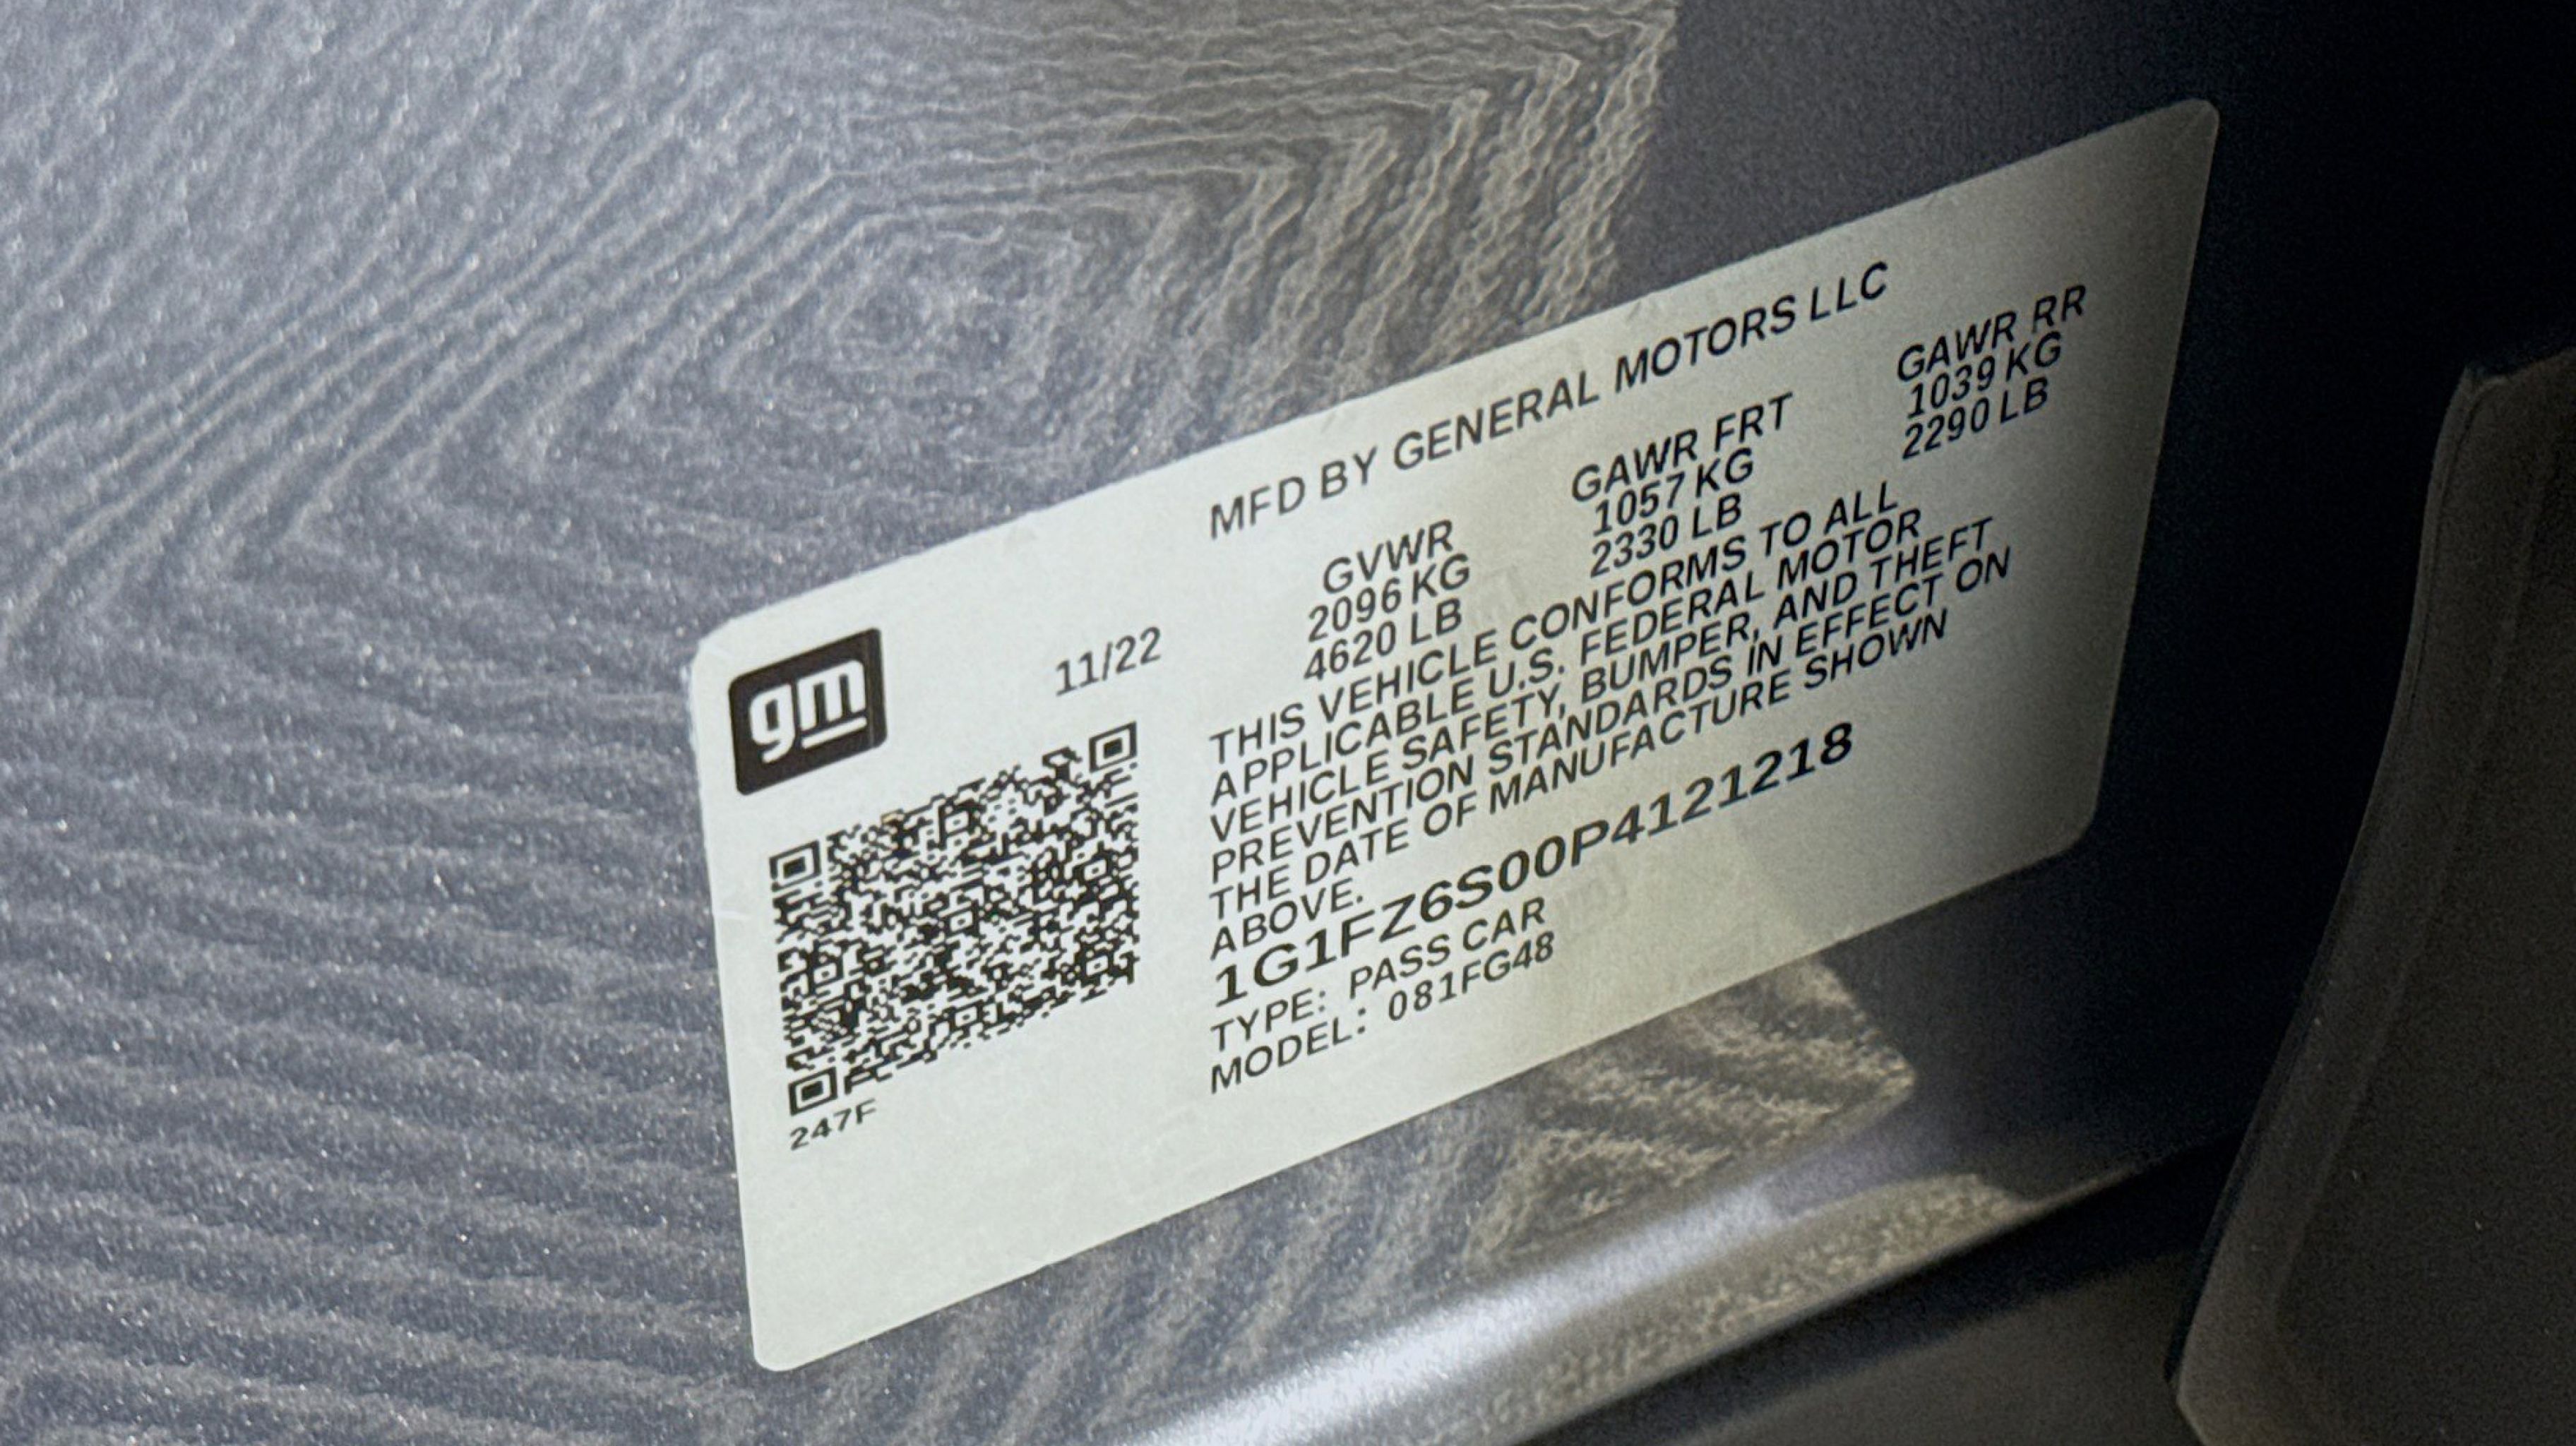 MFD BY GENERAL MOTORS LLC
gm
11/22
GVWR GAWR FRT GAWR RR
2096 KG 1057 KG 1039 KG
4620 LB 2330 LB 2290 LB
THIS VEHICLE CONFORMS TO ALL
APPLICABLE U.S. FEDERAL MOTOR
VEHICLE SAFETY, BUMPER, AND THEFT
PREVENTION STANDARDS IN EFFECT ON
THE DATE OF MANUFACTURE SHOWN
ABOVE.
1G1FZ6S00P4121218
TYPE: PASS CAR
MODEL: 081FG48
247F